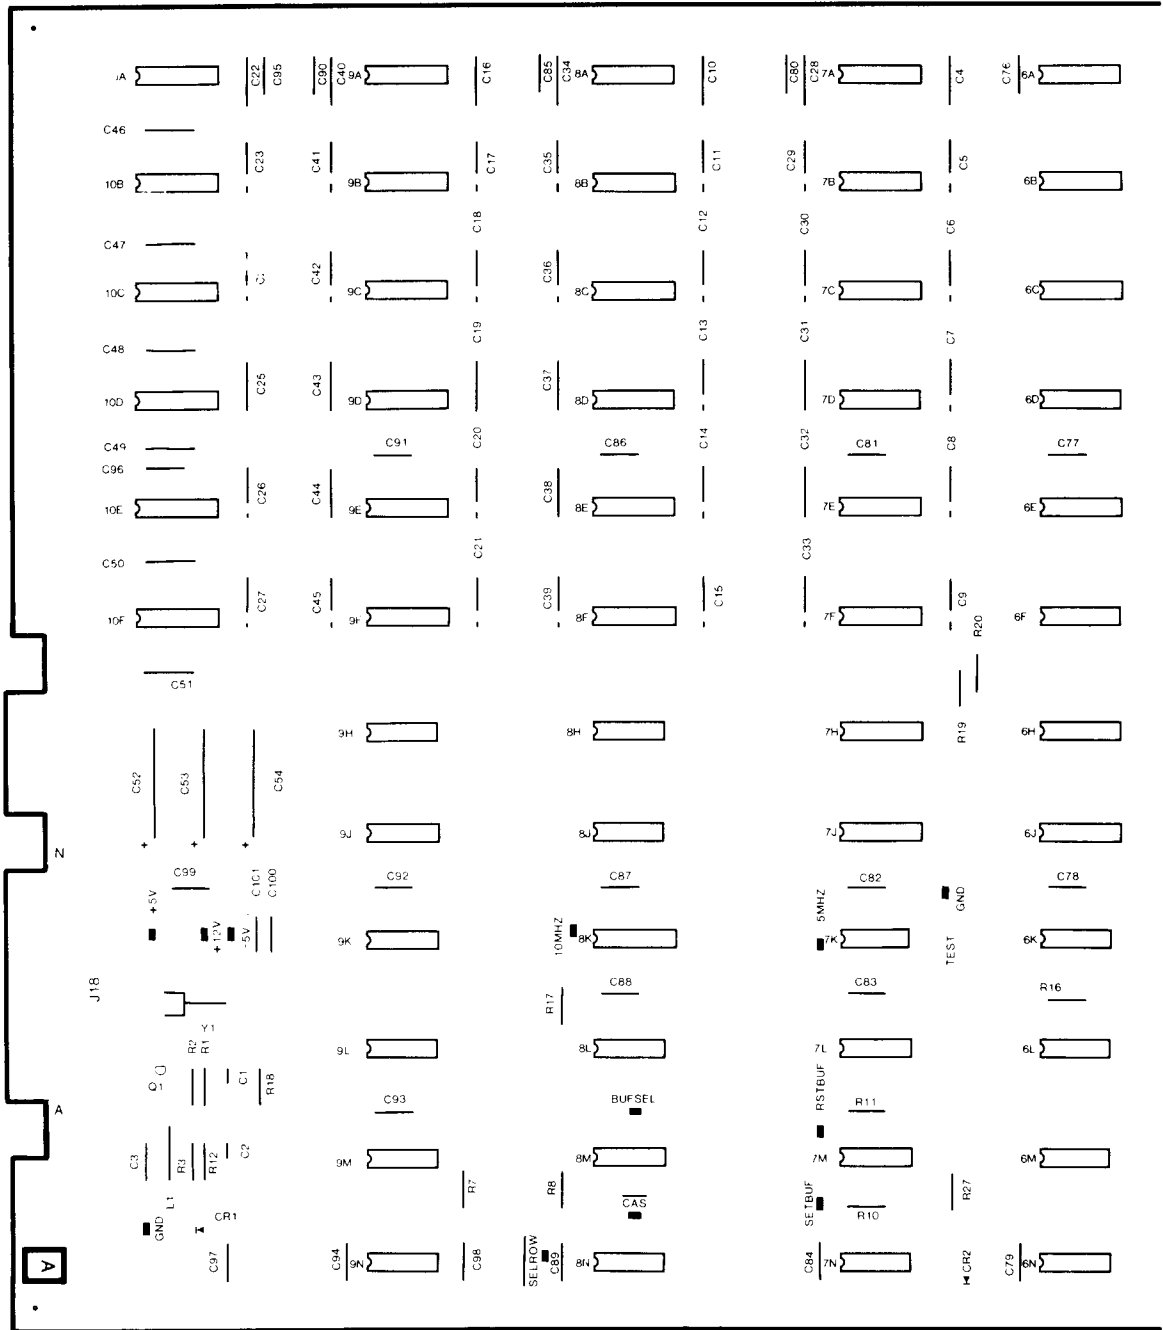 C22 C95 C90 C40 9A C16 C85 C34 8A C10 C80 C28 7A C4 C76 6A
C46
10B C23 C41 9B C17 C35 8B C11 C29 7B C5 6B
C18 C12 C30 C6
C47
10C C42 9C C36 8C 7C 6C
C19 C13 C31 C7
C48
10D C25 C43 9D C37 8D 7D 6D
C49 C91 C20 C86 C14 C32 C81 C8 C77
C96
10E C26 C44 9E C38 8E 7E 6E
C50 C21 C33
10F C27 C45 C39 8F C15 7F C9 6F
R20
C51
9H 8H 7H R19 6H
C52 C53 C54
9J 8J 7J 6J
+ + +
N
C99 C101 C100 C92 C87 C82 GND C78
+5V +12V -5V 9K 10MHZ 8K 5MHZ 7K TEST 6K
J18 R17 C88 C83 R16
Y1
R2 R1 9L 8L 7L 6L
Q1 C1 R18
A C93 BUFSEL RSTBUF R11
C3 R3 R12 C2 9M 8M 7M 6M
L1 R7 R8 CAS SETBUF R10 R27
GND CR1
A C97 C94 9N C98 SELROW C89 8N C84 7N CR2 C79 6N